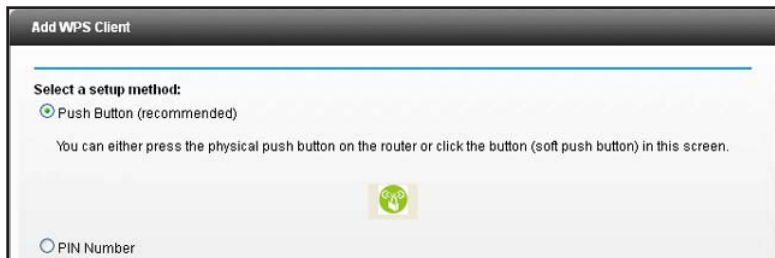 Add WPS Client
Select a setup method:
Push Button (recommended)
You can either press the physical push button on the router or click the button (soft push button) in this screen.
PIN Number